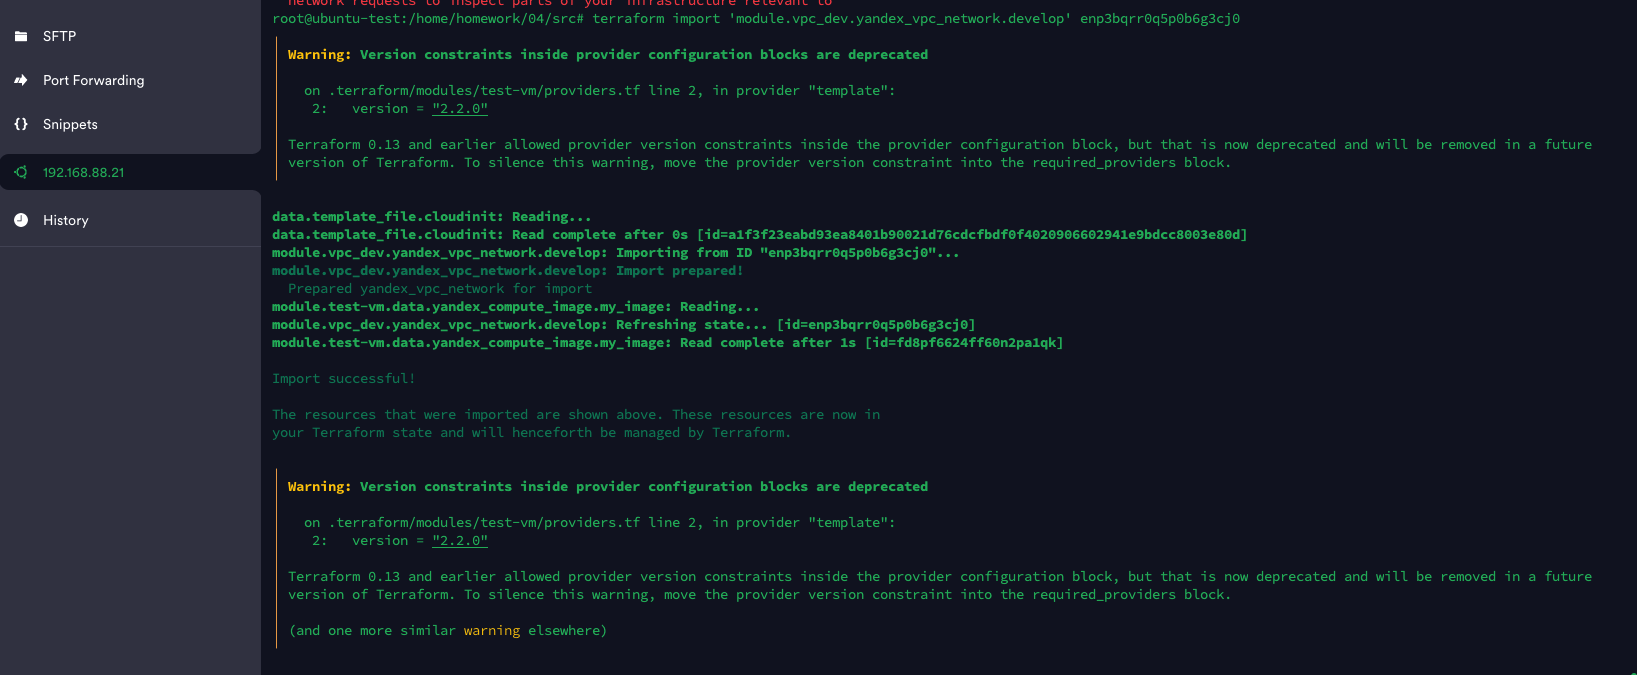 SFTP
Port Forwarding
Snippets
192.168.88.21
History
network requests to inspect parts of your infrastructure relevant to
root@ubuntu-test:/home/homework/04/src# terraform import 'module.vpc_dev.yandex_vpc_network.develop' enp3bqrr0q5p0b6g3cj0
Warning: Version constraints inside provider configuration blocks are deprecated
on .terraform/modules/test-vm/providers.tf line 2, in provider "template":
2:   version = "2.2.0"
Terraform 0.13 and earlier allowed provider version constraints inside the provider configuration block, but that is now deprecated and will be removed in a future
version of Terraform. To silence this warning, move the provider version constraint into the required_providers block.
data.template_file.cloudinit: Reading...
data.template_file.cloudinit: Read complete after 0s [id=a1f3f23eabd93ea8401b90021d76cdcfbdf0f4020906602941e9bdcc8003e80d]
module.vpc_dev.yandex_vpc_network.develop: Importing from ID "enp3bqrr0q5p0b6g3cj0"...
module.vpc_dev.yandex_vpc_network.develop: Import prepared!
Prepared yandex_vpc_network for import
module.test-vm.data.yandex_compute_image.my_image: Reading...
module.vpc_dev.yandex_vpc_network.develop: Refreshing state... [id=enp3bqrr0q5p0b6g3cj0]
module.test-vm.data.yandex_compute_image.my_image: Read complete after 1s [id=fd8pf6624ff60n2pa1qk]
Import successful!
The resources that were imported are shown above. These resources are now in
your Terraform state and will henceforth be managed by Terraform.
Warning: Version constraints inside provider configuration blocks are deprecated
on .terraform/modules/test-vm/providers.tf line 2, in provider "template":
2:   version = "2.2.0"
Terraform 0.13 and earlier allowed provider version constraints inside the provider configuration block, but that is now deprecated and will be removed in a future
version of Terraform. To silence this warning, move the provider version constraint into the required_providers block.
(and one more similar warning elsewhere)